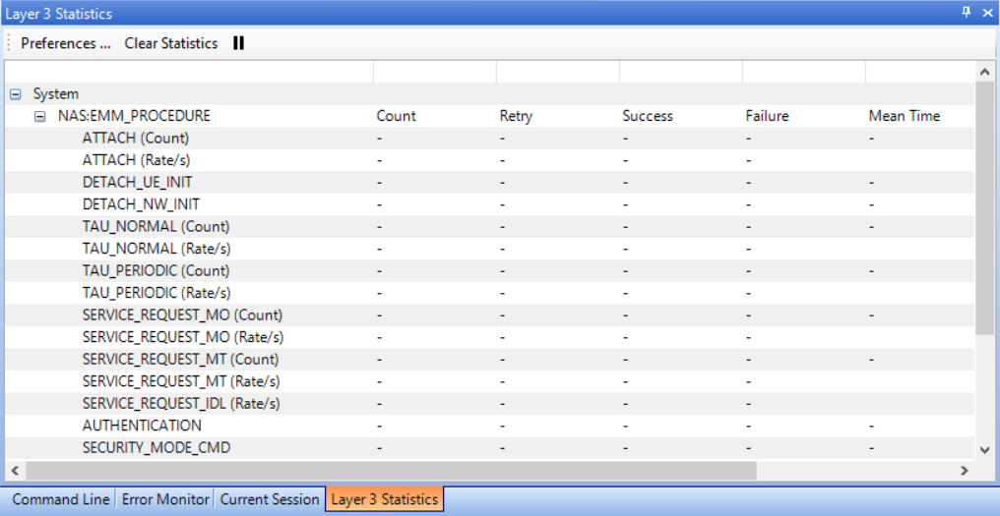 Layer 3 Statistics
Preferences ... Clear Statistics
System
NAS:EMM_PROCEDURE Count Retry Success Failure Mean Time
ATTACH (Count) - - - - -
ATTACH (Rate/s) - - - -
DETACH_UE_INIT - - - - -
DETACH_NW_INIT - - - - -
TAU_NORMAL (Count) - - - - -
TAU_NORMAL (Rate/s) - - - -
TAU_PERIODIC (Count) - - - - -
TAU_PERIODIC (Rate/s) - - - -
SERVICE_REQUEST_MO (Count) - - - - -
SERVICE_REQUEST_MO (Rate/s) - - - -
SERVICE_REQUEST_MT (Count) - - - - -
SERVICE_REQUEST_MT (Rate/s) - - - -
SERVICE_REQUEST_IDL (Rate/s) - - - -
AUTHENTICATION - - - - -
SECURITY_MODE_CMD - - - - -
Command Line Error Monitor Current Session Layer 3 Statistics